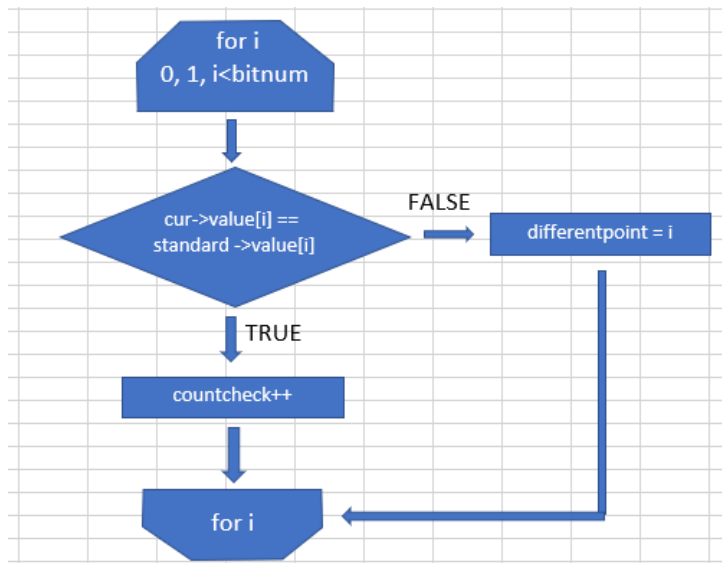 for i
0, 1, i<bitnum
cur->value[i] ==
standard ->value[i]
FALSE
differentpoint = i
TRUE
countcheck++
for i